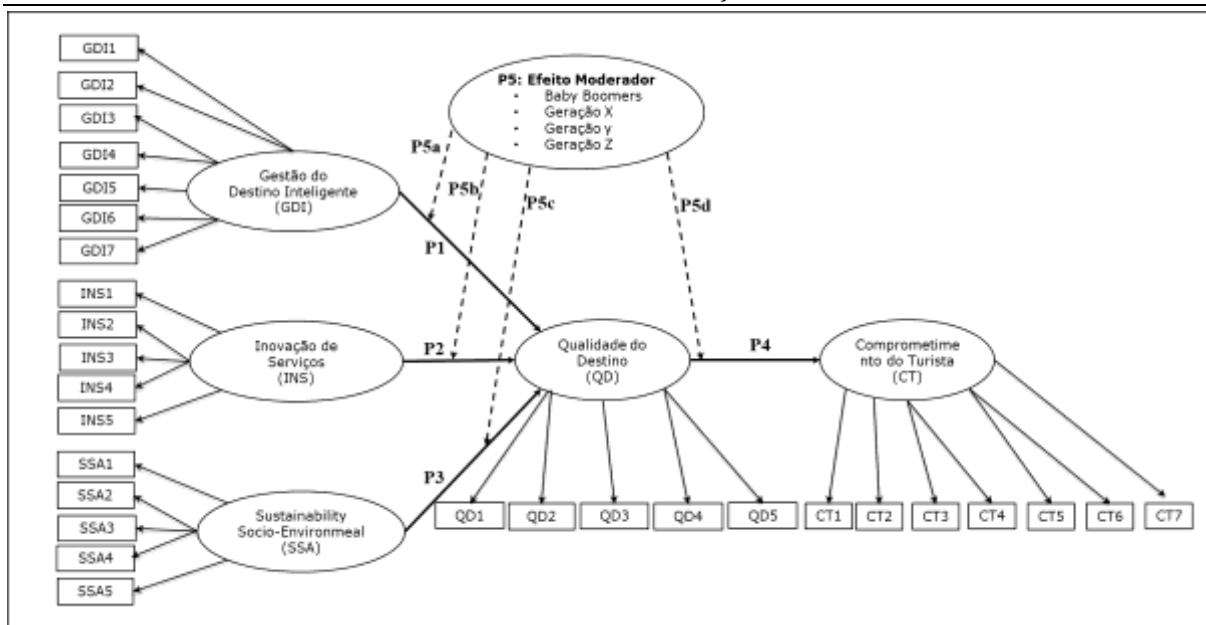 GDI1
GDI2
GDI3
GDI4
GDI5
GDI6
GDI7
Gestão do
Destino Inteligente
(GDI)
P5: Efeito Moderador
- Baby Boomers
- Geração X
- Geração y
- Geração Z
P5a
P5b
P5c
P5d
P1
INS1
INS2
INS3
INS4
INS5
Inovação de
Serviços
(INS)
P2
Qualidade do
Destino
(QD)
P4
Comprometime
nto do Turista
(CT)
SSA1
SSA2
SSA3
SSA4
SSA5
Sustainability
Socio-Environmeal
(SSA)
P3
QD1
QD2
QD3
QD4
QD5
CT1
CT2
CT3
CT4
CT5
CT6
CT7